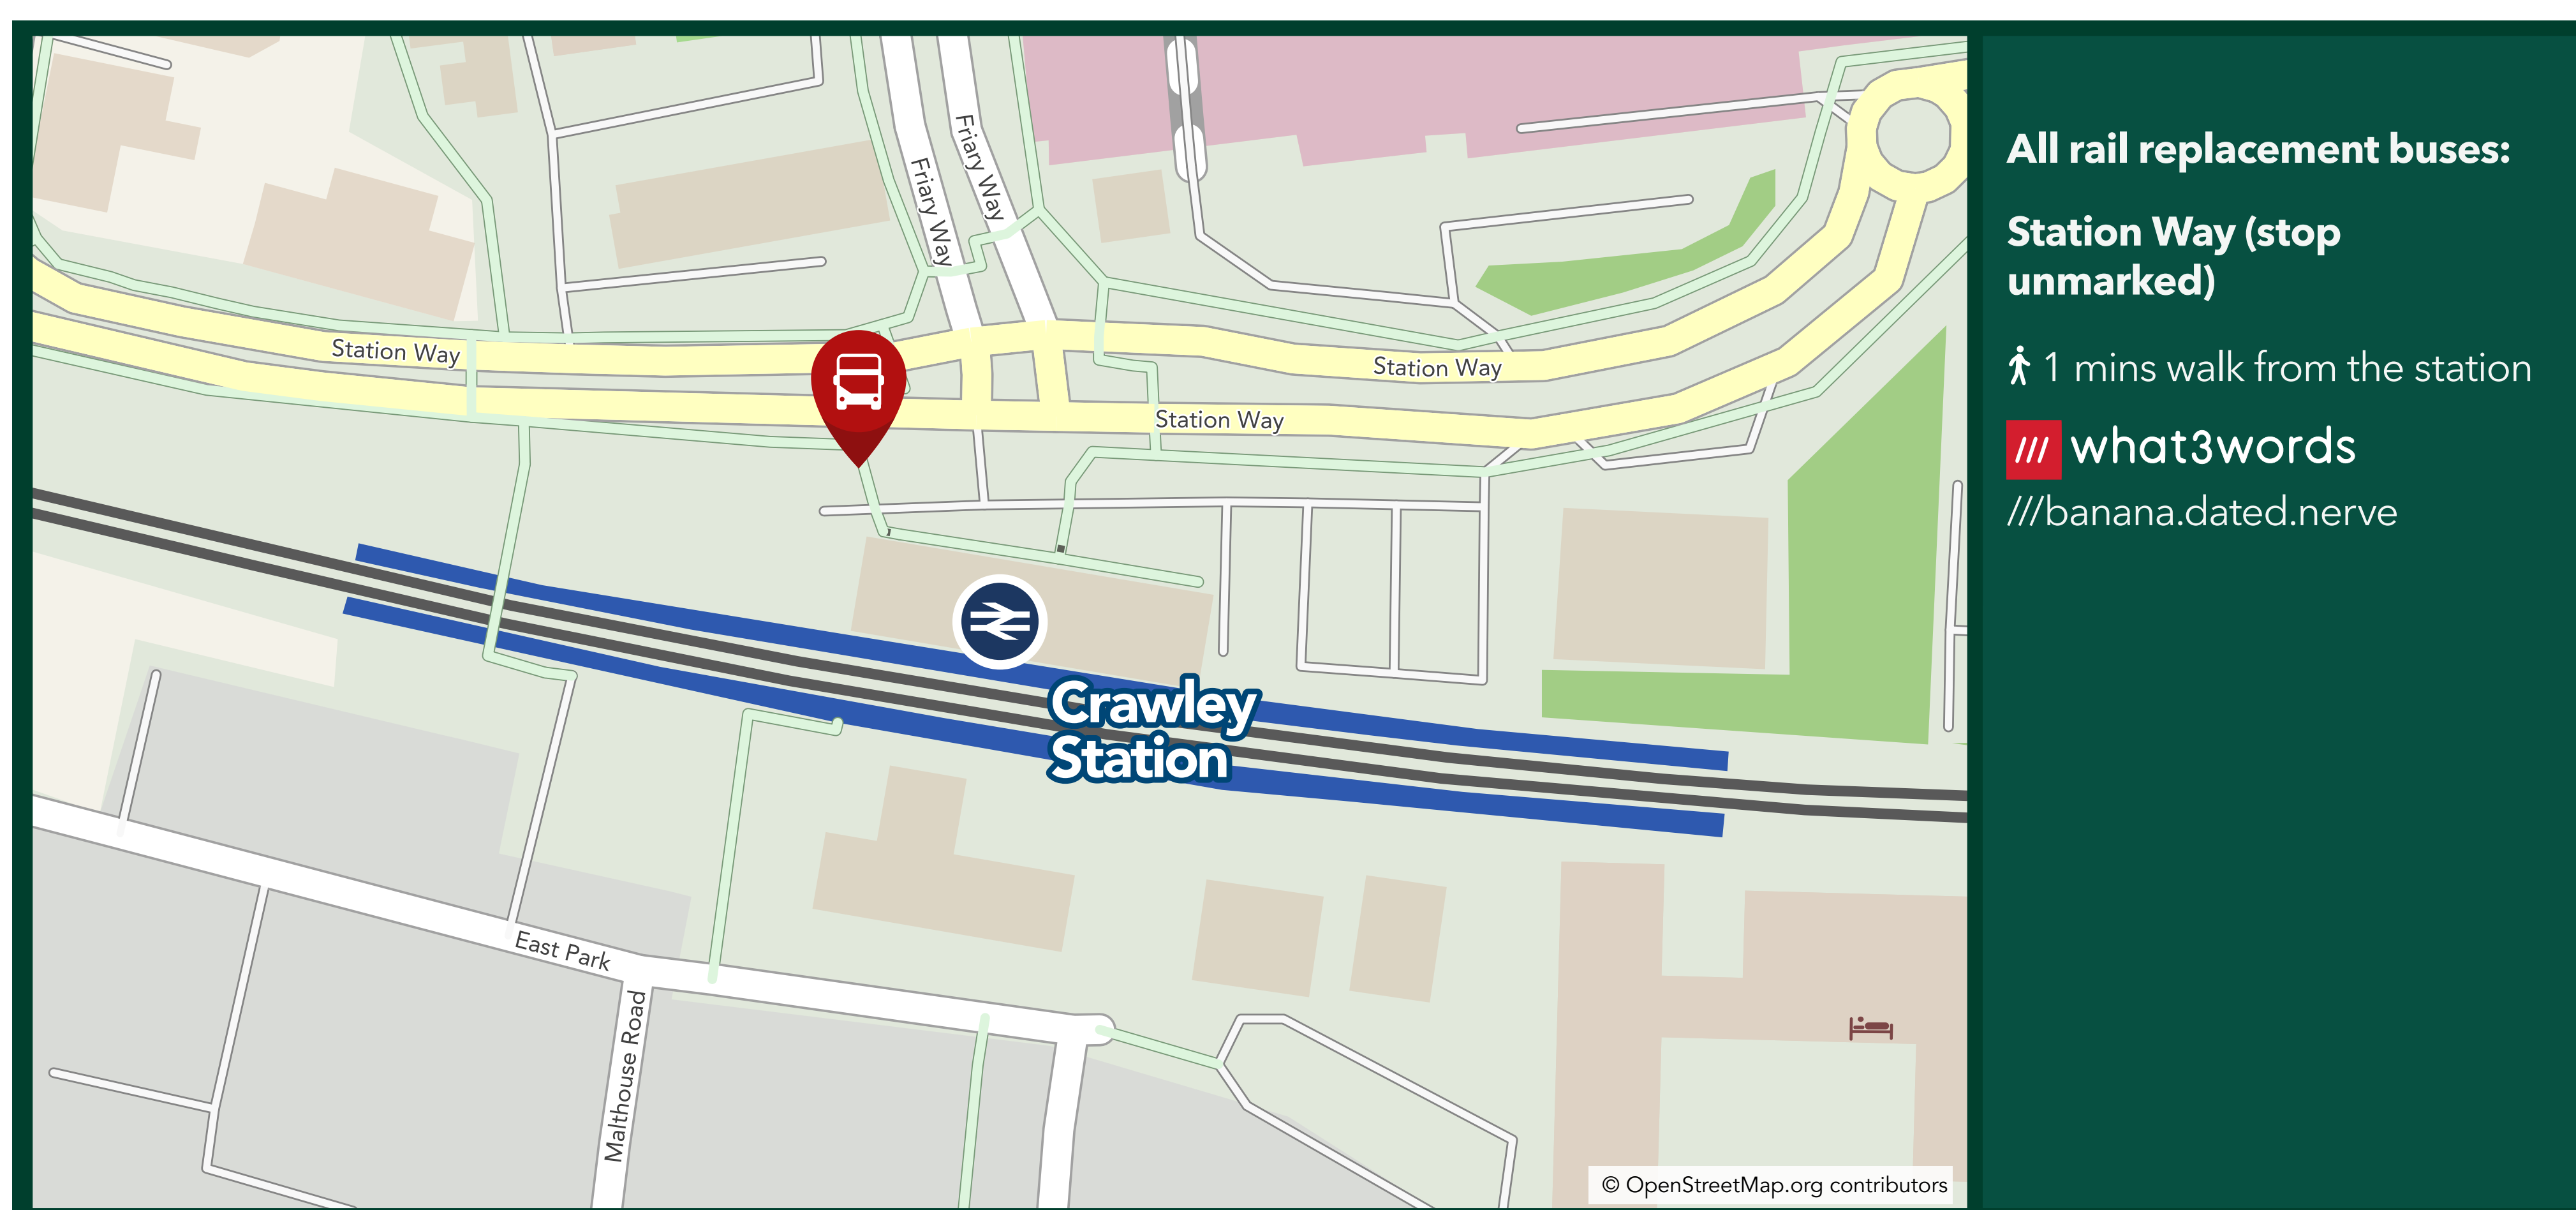 Friary Way
Friary Way
Station Way
Station Way
Station Way
Crawley
Station
East Park
Malthouse Road
© OpenStreetMap.org contributors
All rail replacement buses:
Station Way (stop
unmarked)
1 mins walk from the station
/// what3words
///banana.dated.nerve